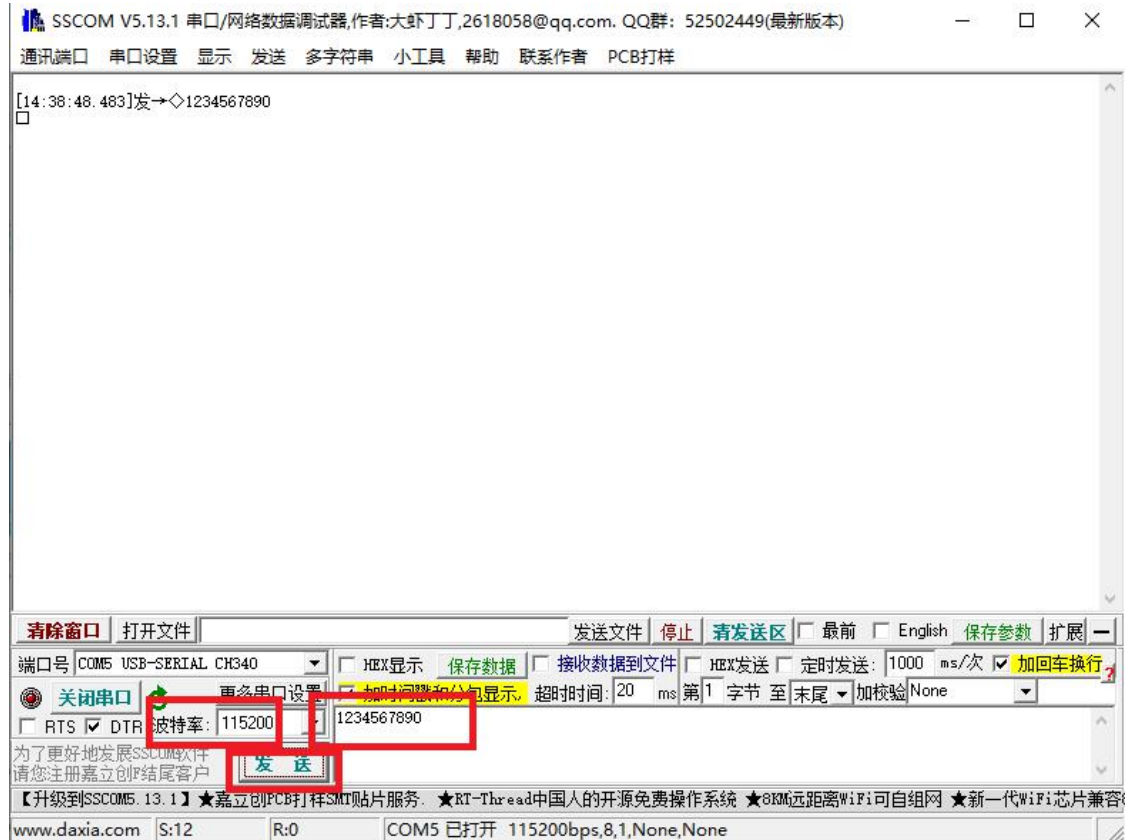 SSCOM V5.13.1 串口/网络数据调试器,作者:大虾丁丁,2618058@qq.com. QQ群: 52502449(最新版本)
通讯端口 串口设置 显示 发送 多字符串 小工具 帮助 联系作者 PCB打样
[14:38:48.483]发→◇1234567890
□
清除窗口 打开文件 发送文件 停止 清发送区 最前 English 保存参数 扩展 —
端口号 COM5 USB-SERIAL CH340 HEX显示 保存数据 接收数据到文件 HEX发送 定时发送: 1000 ms/次 加回车换行
关闭串口 更多串口设置 加时间戳和分包显示, 超时时间: 20 ms 第1 字节 至 末尾 加校验 None
RTS DTR 波特率: 115200 1234567890
为了更好地发展SSCOM软件
请您注册嘉立创F结尾客户
发 送
【升级到SSCOM5.13.1】★嘉立创PCB打样SMT贴片服务. ★RT-Thread中国人的开源免费操作系统 ★8KM远距离WiFi可自组网 ★新一代WiFi芯片兼容
www.daxia.com S:12 R:0 COM5 已打开 115200bps,8,1,None,None